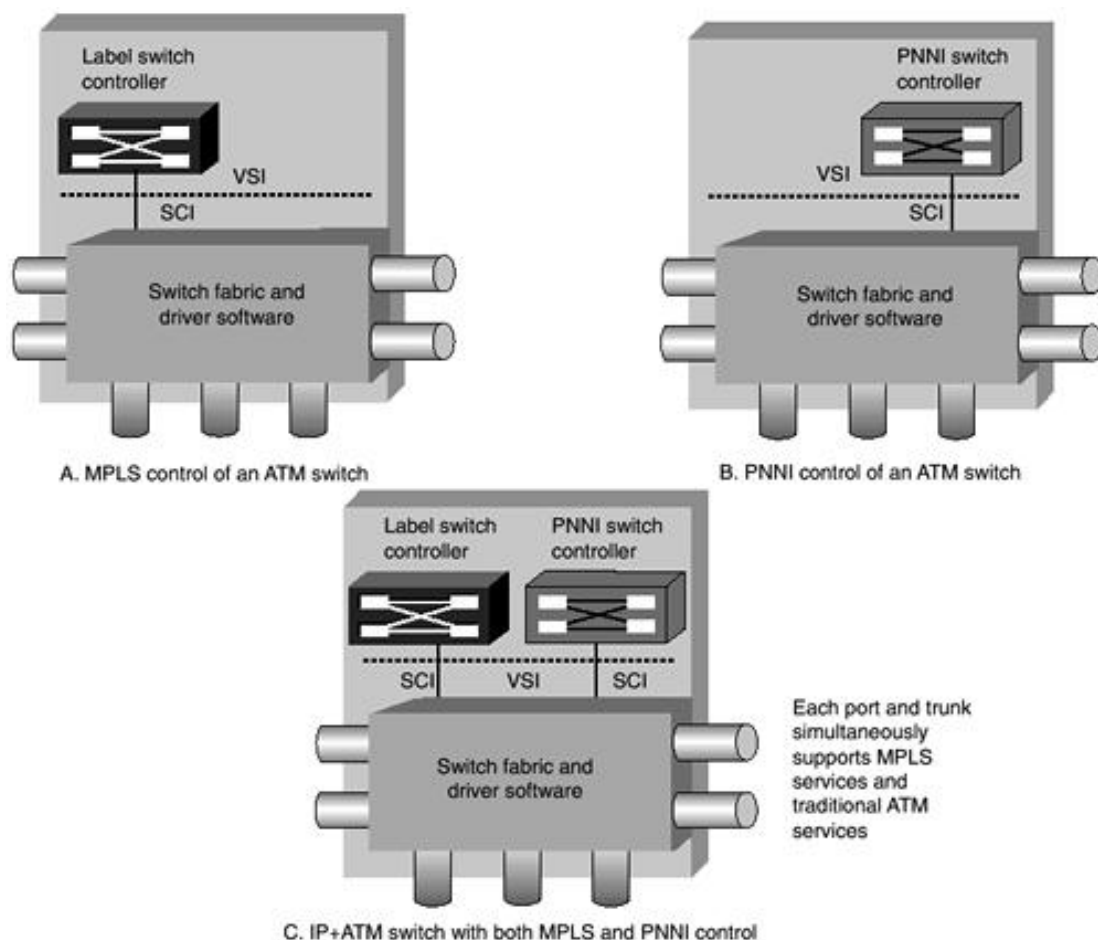 Label switch
controller
VSI
SCI
Switch fabric and
driver software
A. MPLS control of an ATM switch
PNNI switch
controller
VSI
SCI
Switch fabric and
driver software
B. PNNI control of an ATM switch
Label switch
controller
PNNI switch
controller
SCI
VSI
SCI
Switch fabric and
driver software
Each port and trunk
simultaneously
supports MPLS
services and
traditional ATM
services
C. IP+ATM switch with both MPLS and PNNI control